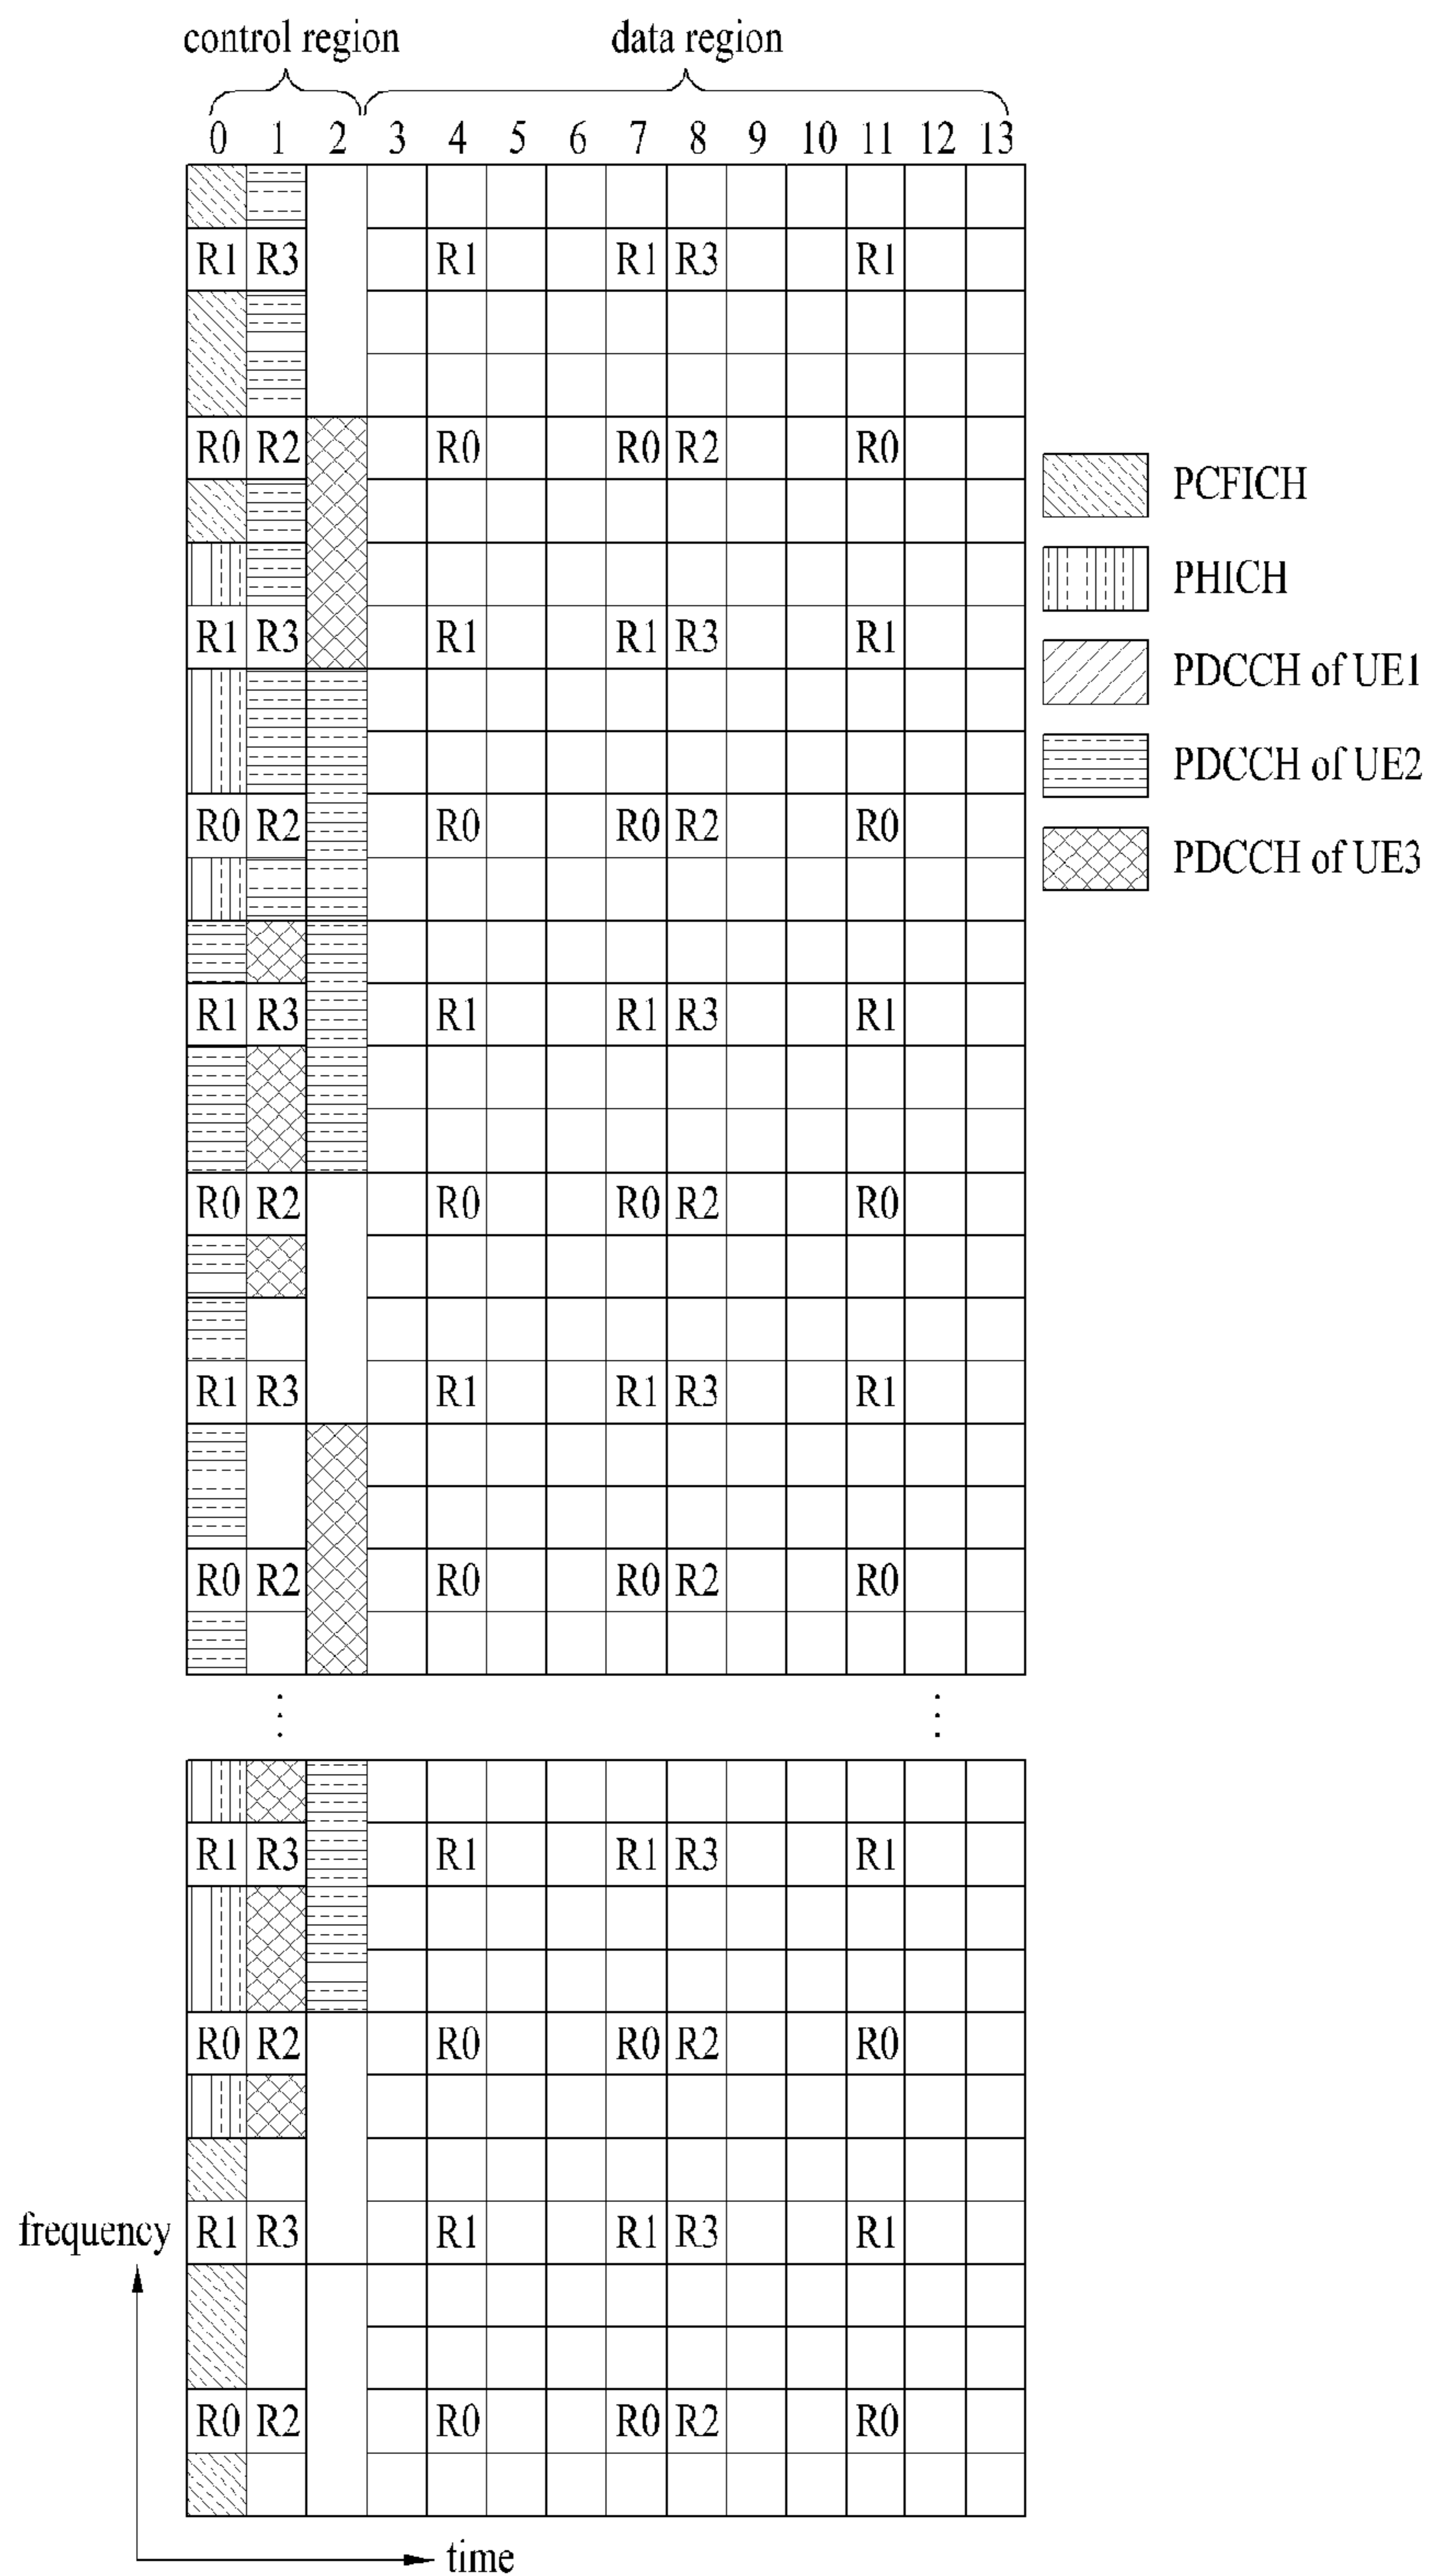 control region data region
0 1 2 3 4 5 6 7 8 9 10 11 12 13
R1 R3 R1 R1 R3 R1
R0 R2 R0 R0 R2 R0
PCFICH
PHICH
R1 R3 R1 R1 R3 R1
PDCCH of UE1
PDCCH of UE2
R0 R2 R0 R0 R2 R0
PDCCH of UE3
R1 R3 R1 R1 R3 R1
R0 R2 R0 R0 R2 R0
R1 R3 R1 R1 R3 R1
R0 R2 R0 R0 R2 R0
R1 R3 R1 R1 R3 R1
R0 R2 R0 R0 R2 R0
frequency R1 R3 R1 R1 R3 R1
R0 R2 R0 R0 R2 R0
time